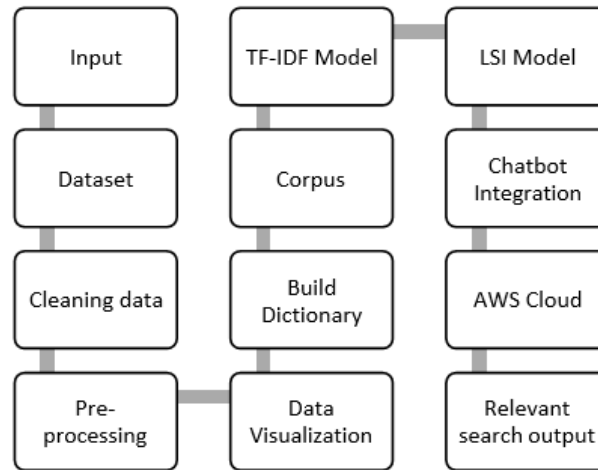 Input
Dataset
Cleaning data
Pre-
processing
Data
Visualization
Build
Dictionary
Corpus
TF-IDF Model
LSI Model
Chatbot
Integration
AWS Cloud
Relevant
search output